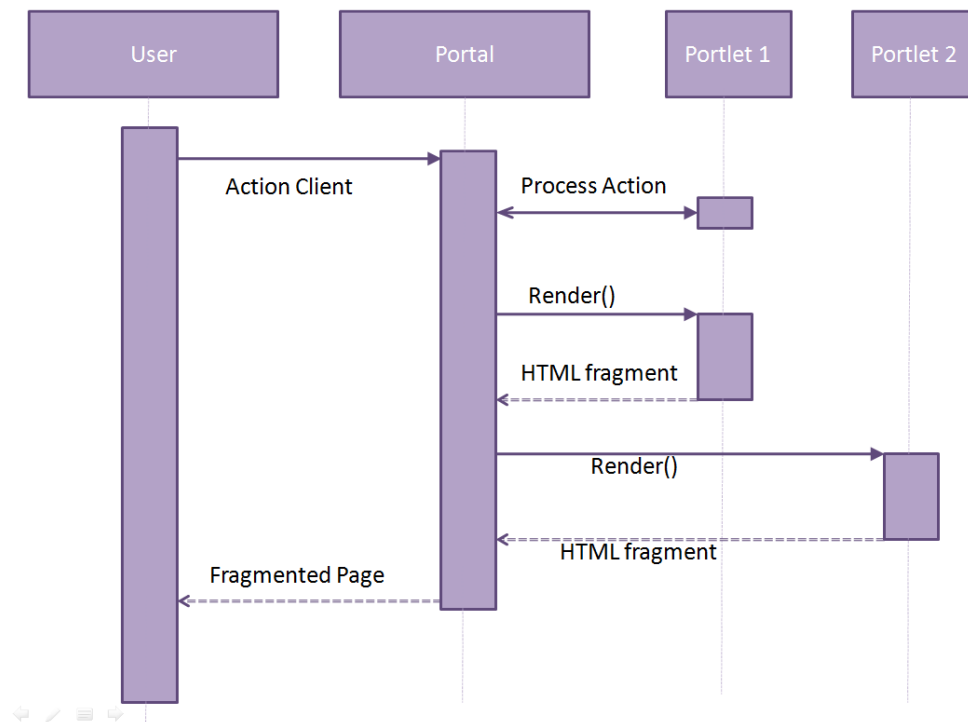 User
Portal
Portlet 1
Portlet 2
Action Client
Process Action
Render()
HTML fragment
Render()
HTML fragment
Fragmented Page